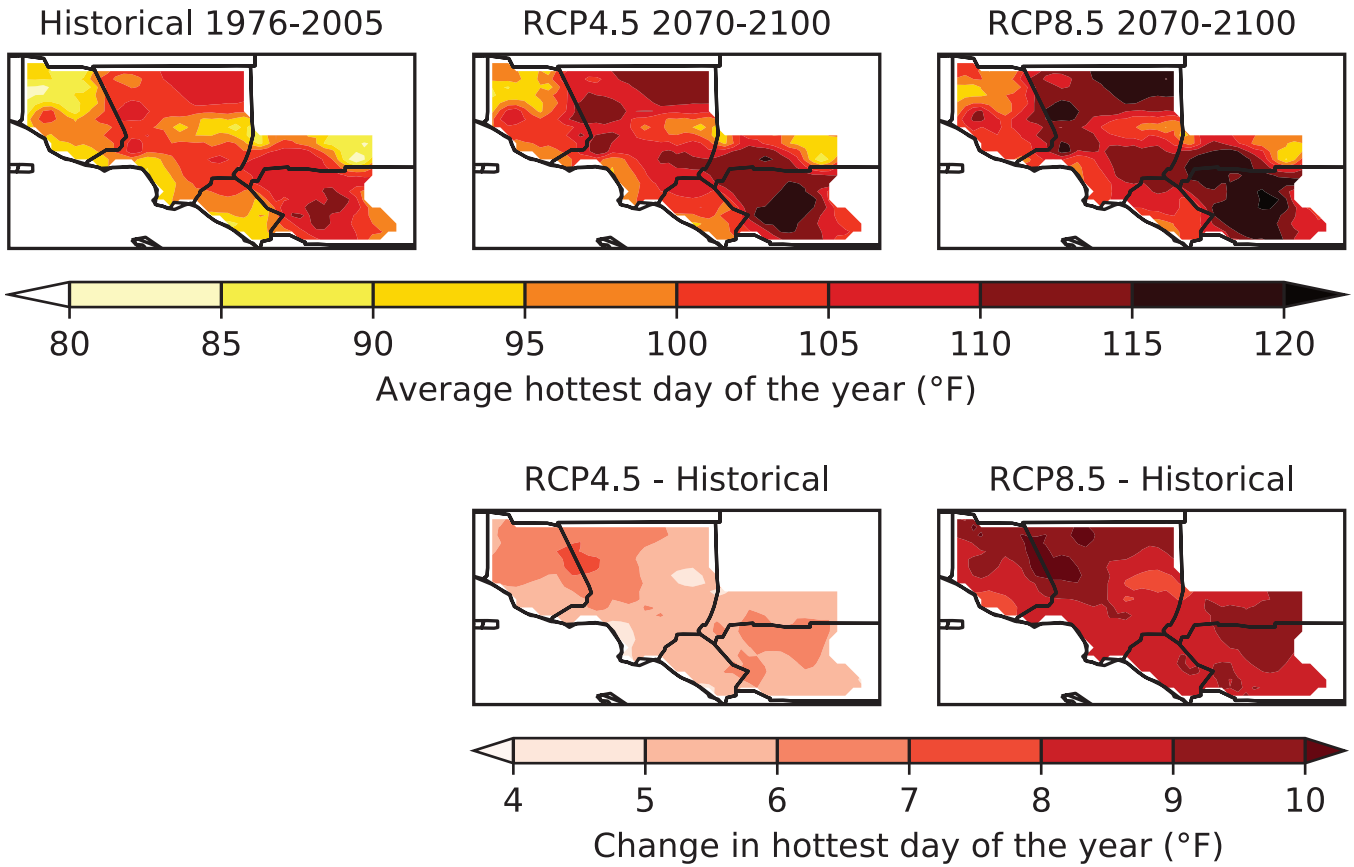 Historical 1976-2005
RCP4.5 2070-2100
RCP8.5 2070-2100
80 85 90 95 100 105 110 115 120
Average hottest day of the year (°F)
RCP4.5 - Historical
RCP8.5 - Historical
4 5 6 7 8 9 10
Change in hottest day of the year (°F)